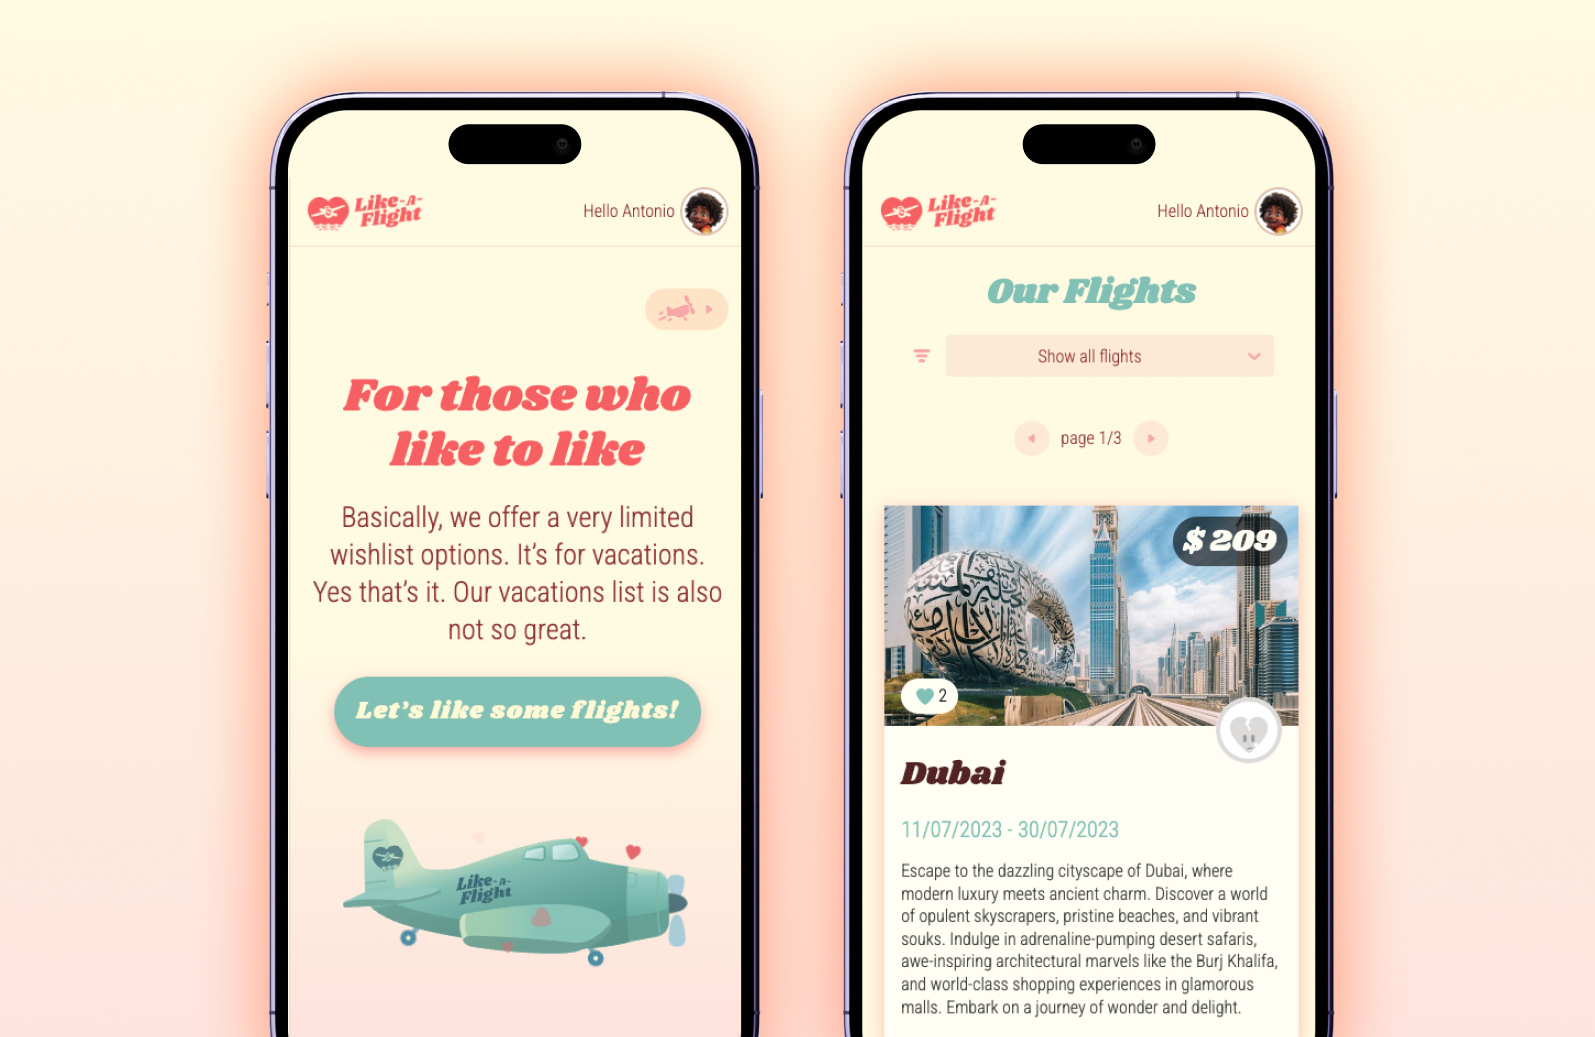 Like-A-
Flight
Hello Antonio
For those who
like to like
Basically, we offer a very limited
wishlist options. It's for vacations.
Yes that's it. Our vacations list is also
not so great.
Let's like some flights!
Like-A-
Flight
Like-A-
Flight
Hello Antonio
Our Flights
Show all flights
page 1/3
$ 209
2
Dubai
11/07/2023 - 30/07/2023
Escape to the dazzling cityscape of Dubai, where
modern luxury meets ancient charm. Discover a world
of opulent skyscrapers, pristine beaches, and vibrant
souks. Indulge in adrenaline-pumping desert safaris,
awe-inspiring architectural marvels like the Burj Khalifa,
and world-class shopping experiences in glamorous
malls. Embark on a journey of wonder and delight.